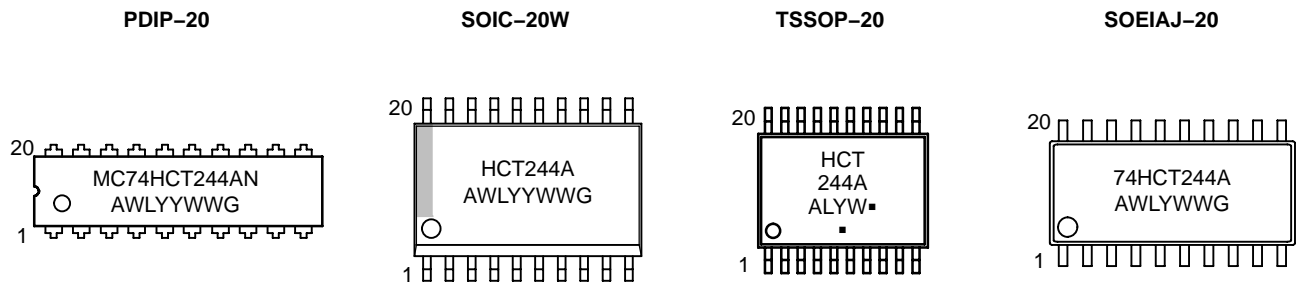 PDIP–20
SOIC–20W
TSSOP–20
SOEIAJ–20
20
MC74HCT244AN
AWLYYWWG
1
20
HCT244A
AWLYYWWG
1
20
HCT
244A
ALYW▪
▪
1
20
74HCT244A
AWLYWWG
1